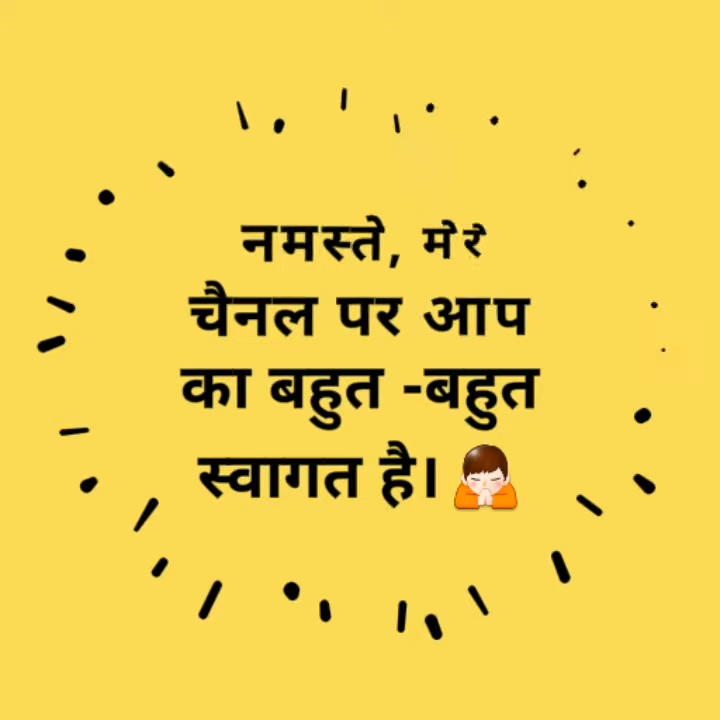 नमस्ते, मेरे
चैनल पर आप
का बहुत -बहुत
स्वागत है।